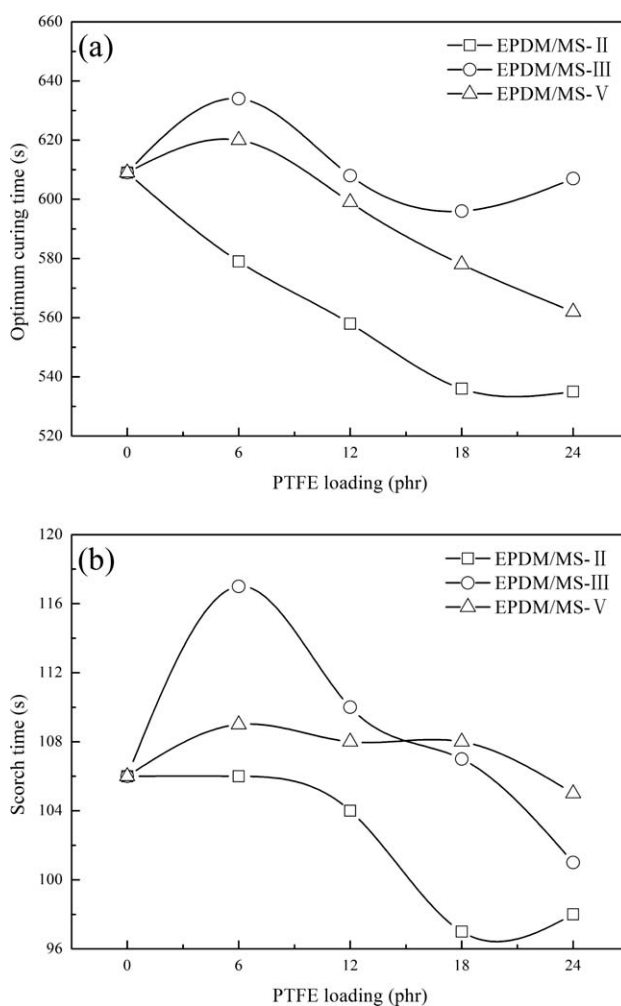 (a)
EPDM/MS-Ⅱ
EPDM/MS-Ⅲ
EPDM/MS-Ⅴ
Optimum curing time (s)
660
640
620
600
580
560
540
520
0 6 12 18 24
PTFE loading (phr)
(b)
EPDM/MS-Ⅱ
EPDM/MS-Ⅲ
EPDM/MS-Ⅴ
Scorch time (s)
120
116
112
108
104
100
96
0 6 12 18 24
PTFE loading (phr)